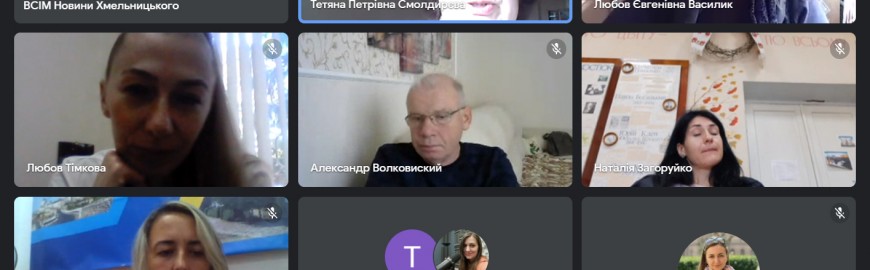 ВСІМ Новини Хмельницького
Тетяна Петрівна Смолдирєва
Любов Євгенівна Василик
Любов Тімкова
Александр Волковиский
Наталія Загоруйко
T